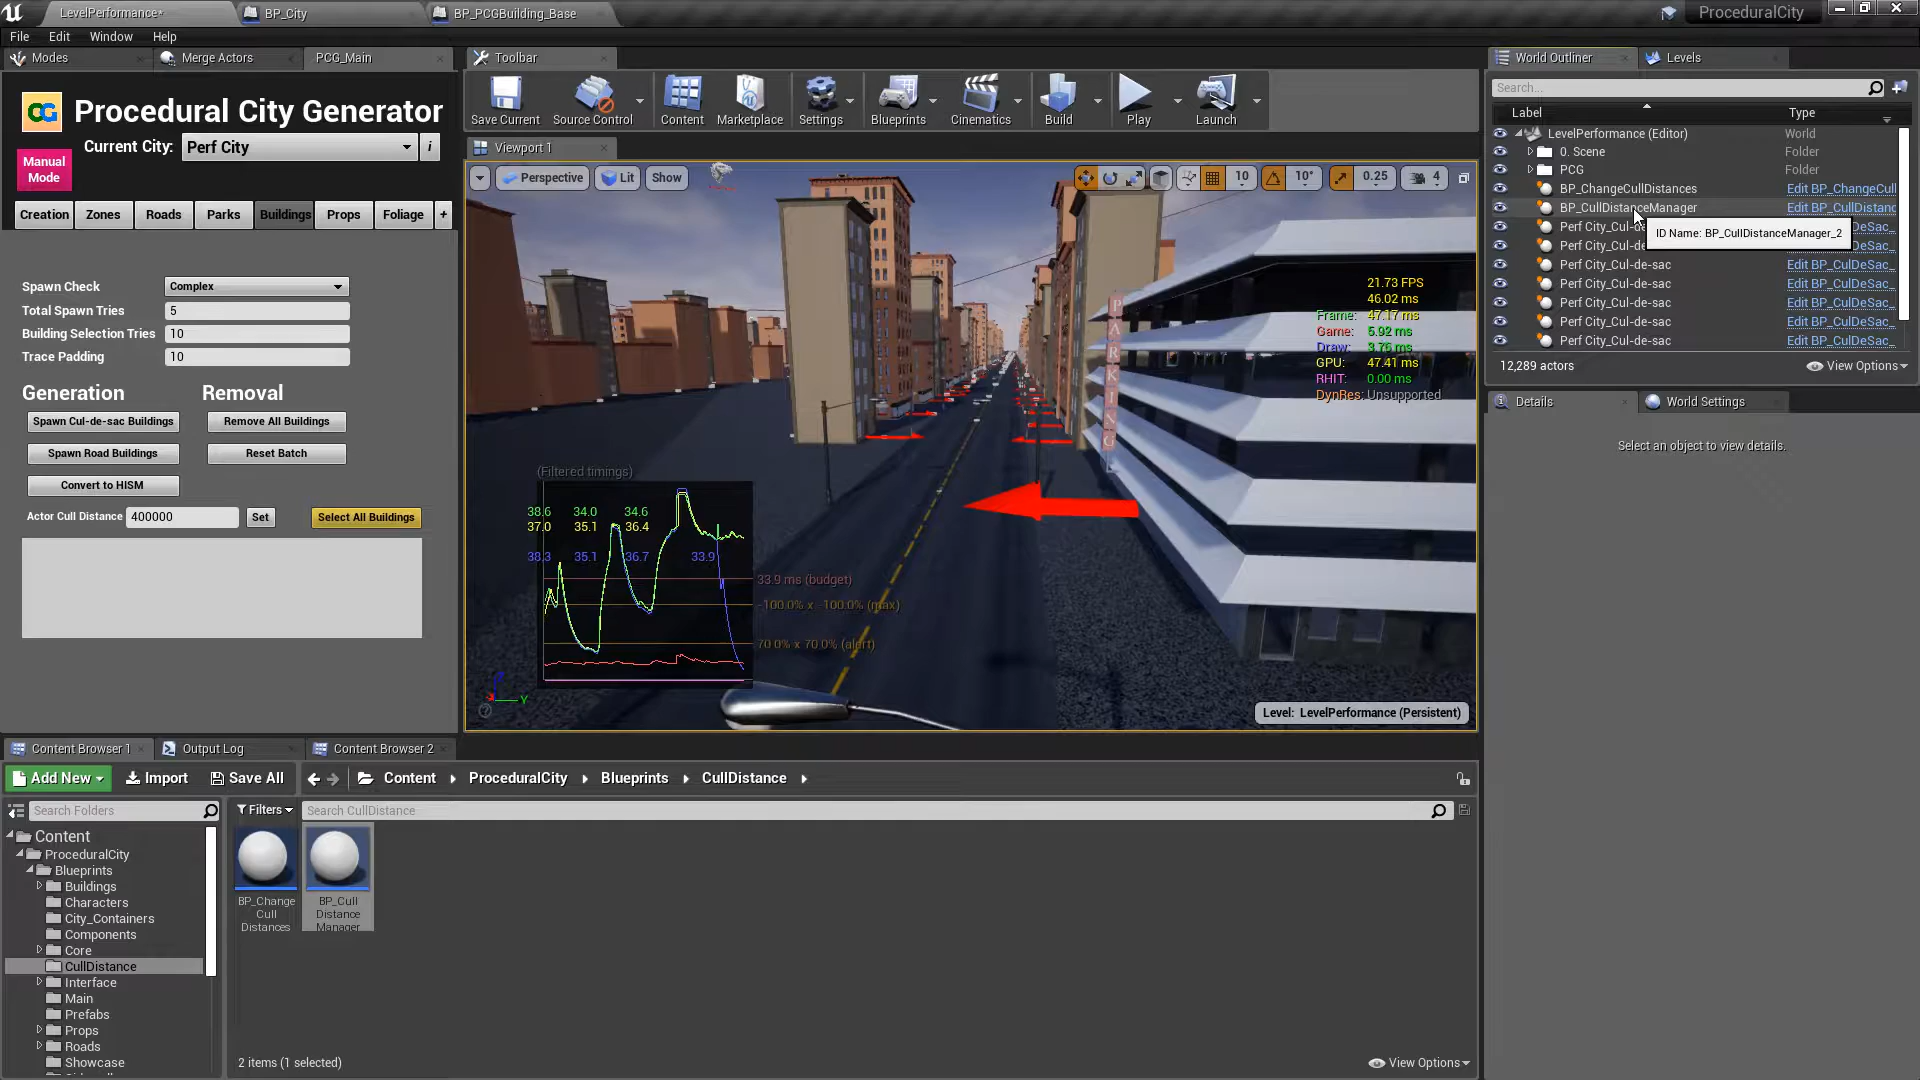 LevelPerformance*
BP_City
BP_PCGBuilding_Base
ProceduralCity
File
Edit
Window
Help
Modes
Merge Actors
PCG_Main
Toolbar
World Outliner
Levels
CG
Procedural City Generator
Current City:
Perf City
i
Manual
Mode
Creation
Zones
Roads
Parks
Buildings
Props
Foliage
+
Spawn Check
Complex
Total Spawn Tries
5
Building Selection Tries
10
Trace Padding
10
Generation
Removal
Spawn Cul-de-sac Buildings
Remove All Buildings
Spawn Road Buildings
Reset Batch
Convert to HISM
Actor Cull Distance
400000
Set
Select All Buildings
Save Current
Source Control
Content
Marketplace
Settings
Blueprints
Cinematics
Build
Play
Launch
Viewport 1
Perspective
Lit
Show
10
10°
0.25
4
PARKING
21.73 FPS
46.02 ms
Frame: 47.17 ms
Game: 5.92 ms
Draw: 3.75 ms
GPU: 47.41 ms
RHIT: 0.00 ms
DynRes: Unsupported
(Filtered timings)
38.6 34.0 34.6
37.0 35.1 36.4
38.3 35.1 36.7 33.9
33.9 ms (budget)
-100.0% x -100.0% (max)
70.0% x 70.0% (alert)
Y
Level: LevelPerformance (Persistent)
Search...
Label
Type
LevelPerformance (Editor)
World
0. Scene
Folder
PCG
Folder
BP_ChangeCullDistances
Edit BP_ChangeCull
BP_CullDistanceManager
Edit BP_CullDistanc
ID Name: BP_CullDistanceManager_2
Perf City_Cul-de
DeSac_
Perf City_Cul-de
DeSac_
Perf City_Cul-de-sac
Edit BP_CulDeSac_
Perf City_Cul-de-sac
Edit BP_CulDeSac_
Perf City_Cul-de-sac
Edit BP_CulDeSac_
Perf City_Cul-de-sac
Edit BP_CulDeSac_
Perf City_Cul-de-sac
Edit BP_CulDeSac_
12,289 actors
View Options
Details
World Settings
Select an object to view details.
Content Browser 1
Output Log
Content Browser 2
Add New
Import
Save All
Content
ProceduralCity
Blueprints
CullDistance
Search Folders
Filters
Search CullDistance
Content
ProceduralCity
Blueprints
Buildings
Characters
City_Containers
Components
Core
CullDistance
Interface
Main
Prefabs
Props
Roads
Showcase
BP_Change
Cull
Distances
BP_Cull
Distance
Manager
2 items (1 selected)
View Options